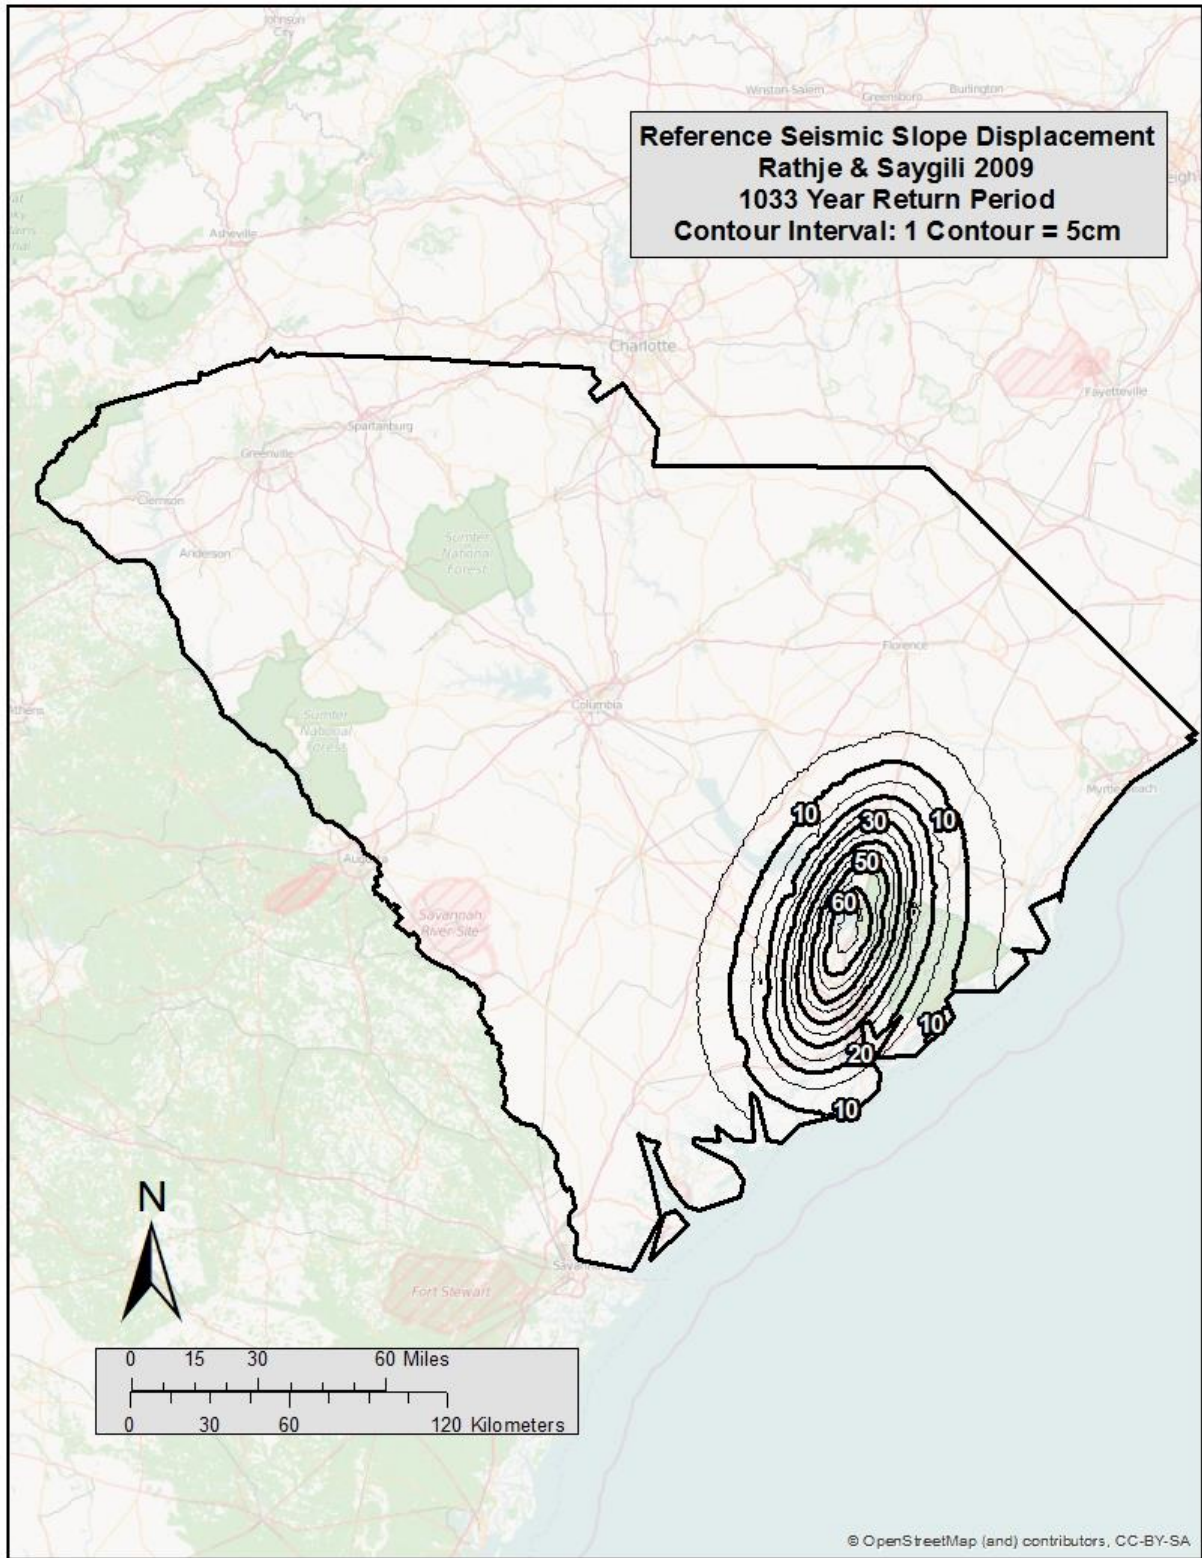 Johnson
City
Winston-Salem
Greensboro
Burlington
Reference Seismic Slope Displacement
Rathje & Saygili 2009
1033 Year Return Period
Contour Interval: 1 Contour = 5cm
Asheville
Charlotte
Fayetteville
Spartanburg
Greenville
Clemson
Anderson
Sumter
National
Forest
Florence
Columbia
Sumter
National
Forest
Myrtle Beach
10
30
10
50
60
Savannah
River Site
10
20
10
N
Fort Stewart
0 15 30 60 Miles
0 30 60 120 Kilometers
© OpenStreetMap (and) contributors, CC-BY-SA